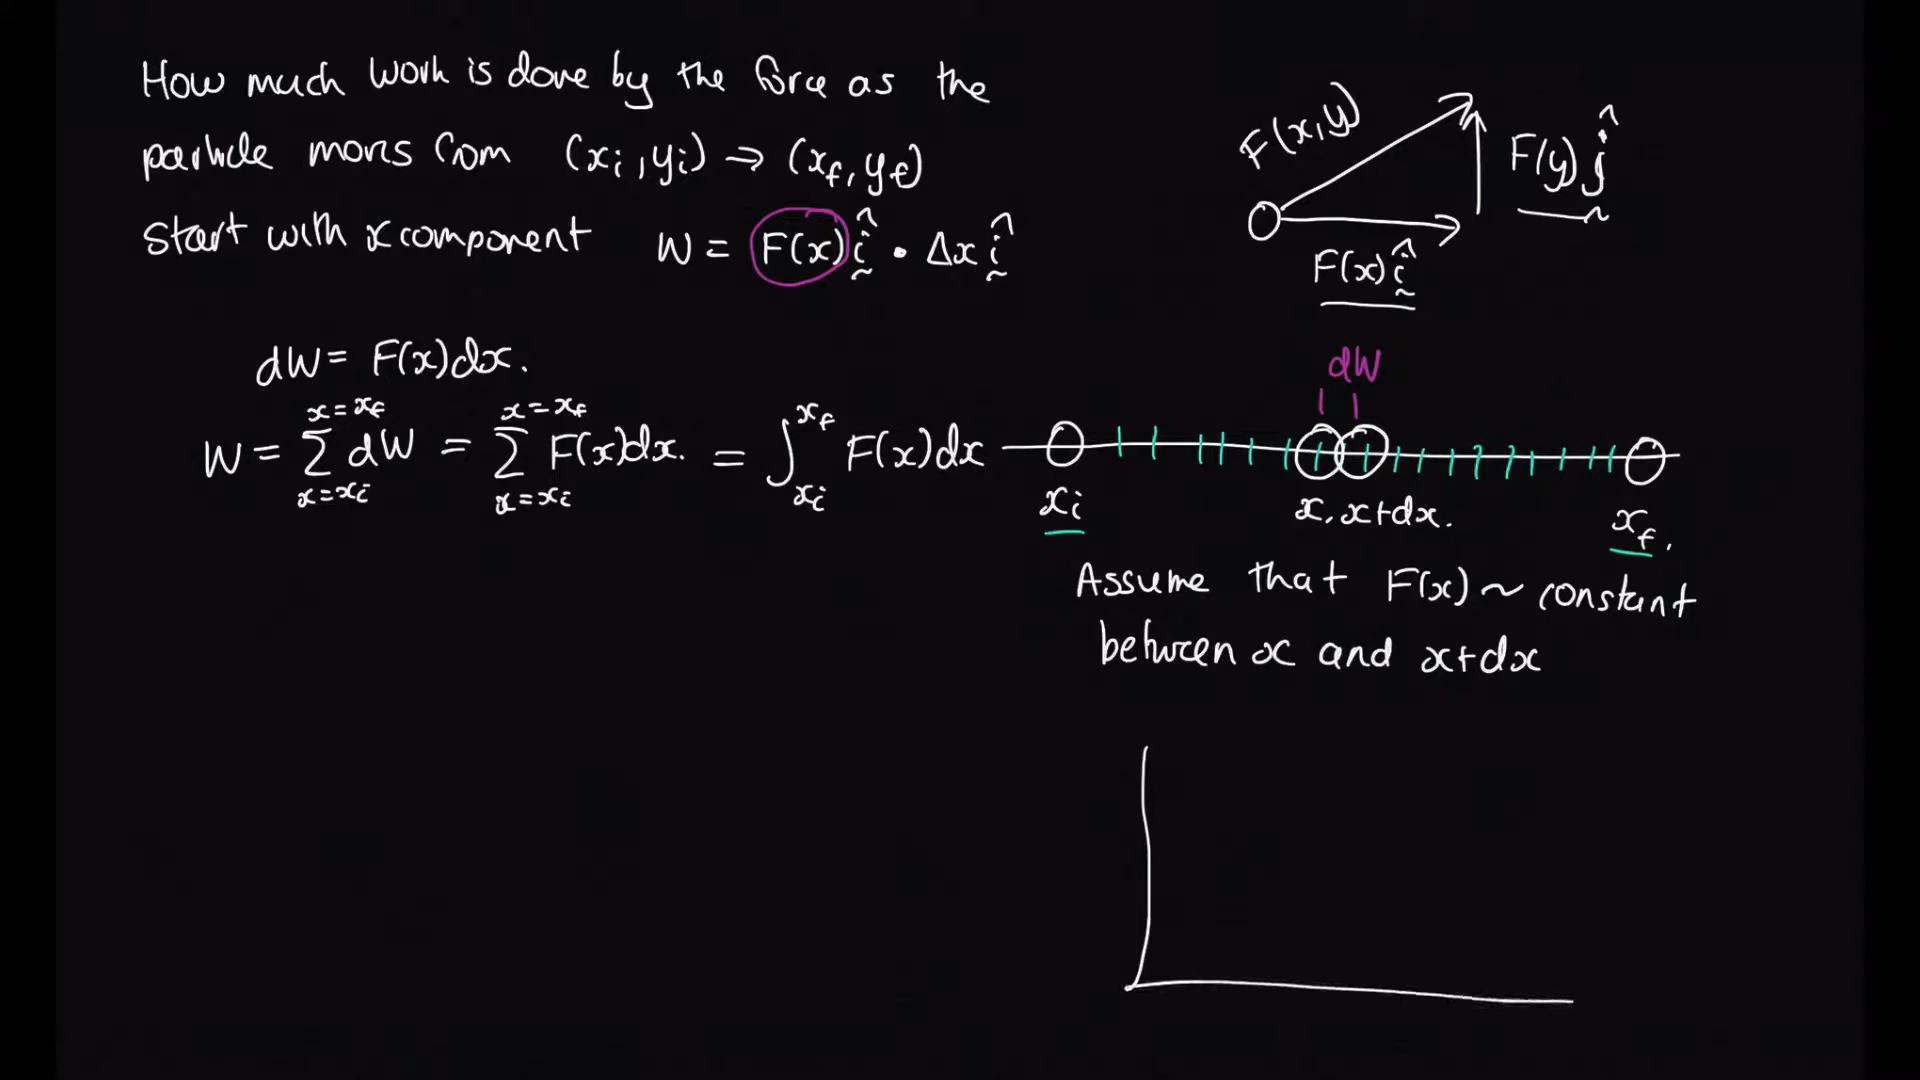 How much work is done by the force as the
particle moves from (xi, yi) → (xf, yf)
start with x component W = F(x) î • Δx î
F(x,y)
F(y) ĵ
F(x) î
dW = F(x)dx.
W = Σ dW = Σ F(x)dx. = ∫ F(x)dx
x=xf x=xf xf
x=xi x=xi xi
dW
xi x, x+dx. xf.
Assume that F(x) ~ constant
between x and x+dx